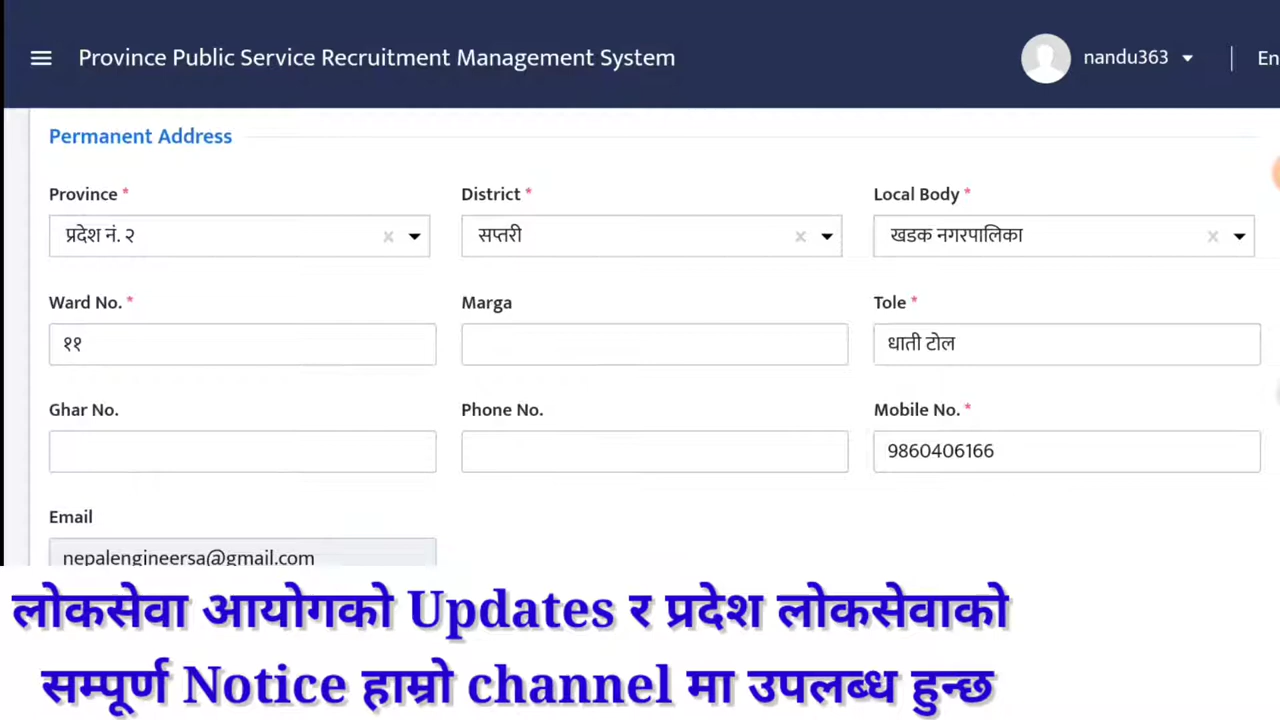 Province Public Service Recruitment Management System nandu363 En
Permanent Address
Province * District * Local Body *
प्रदेश नं. २ सप्तरी खडक नगरपालिका
Ward No. * Marga Tole *
११ धाती टोल
Ghar No. Phone No. Mobile No. *
9860406166
Email
nepalengineersa@gmail.com
लोकसेवा आयोगको Updates र प्रदेश लोकसेवाको
सम्पूर्ण Notice हाम्रो channel मा उपलब्ध हुन्छ